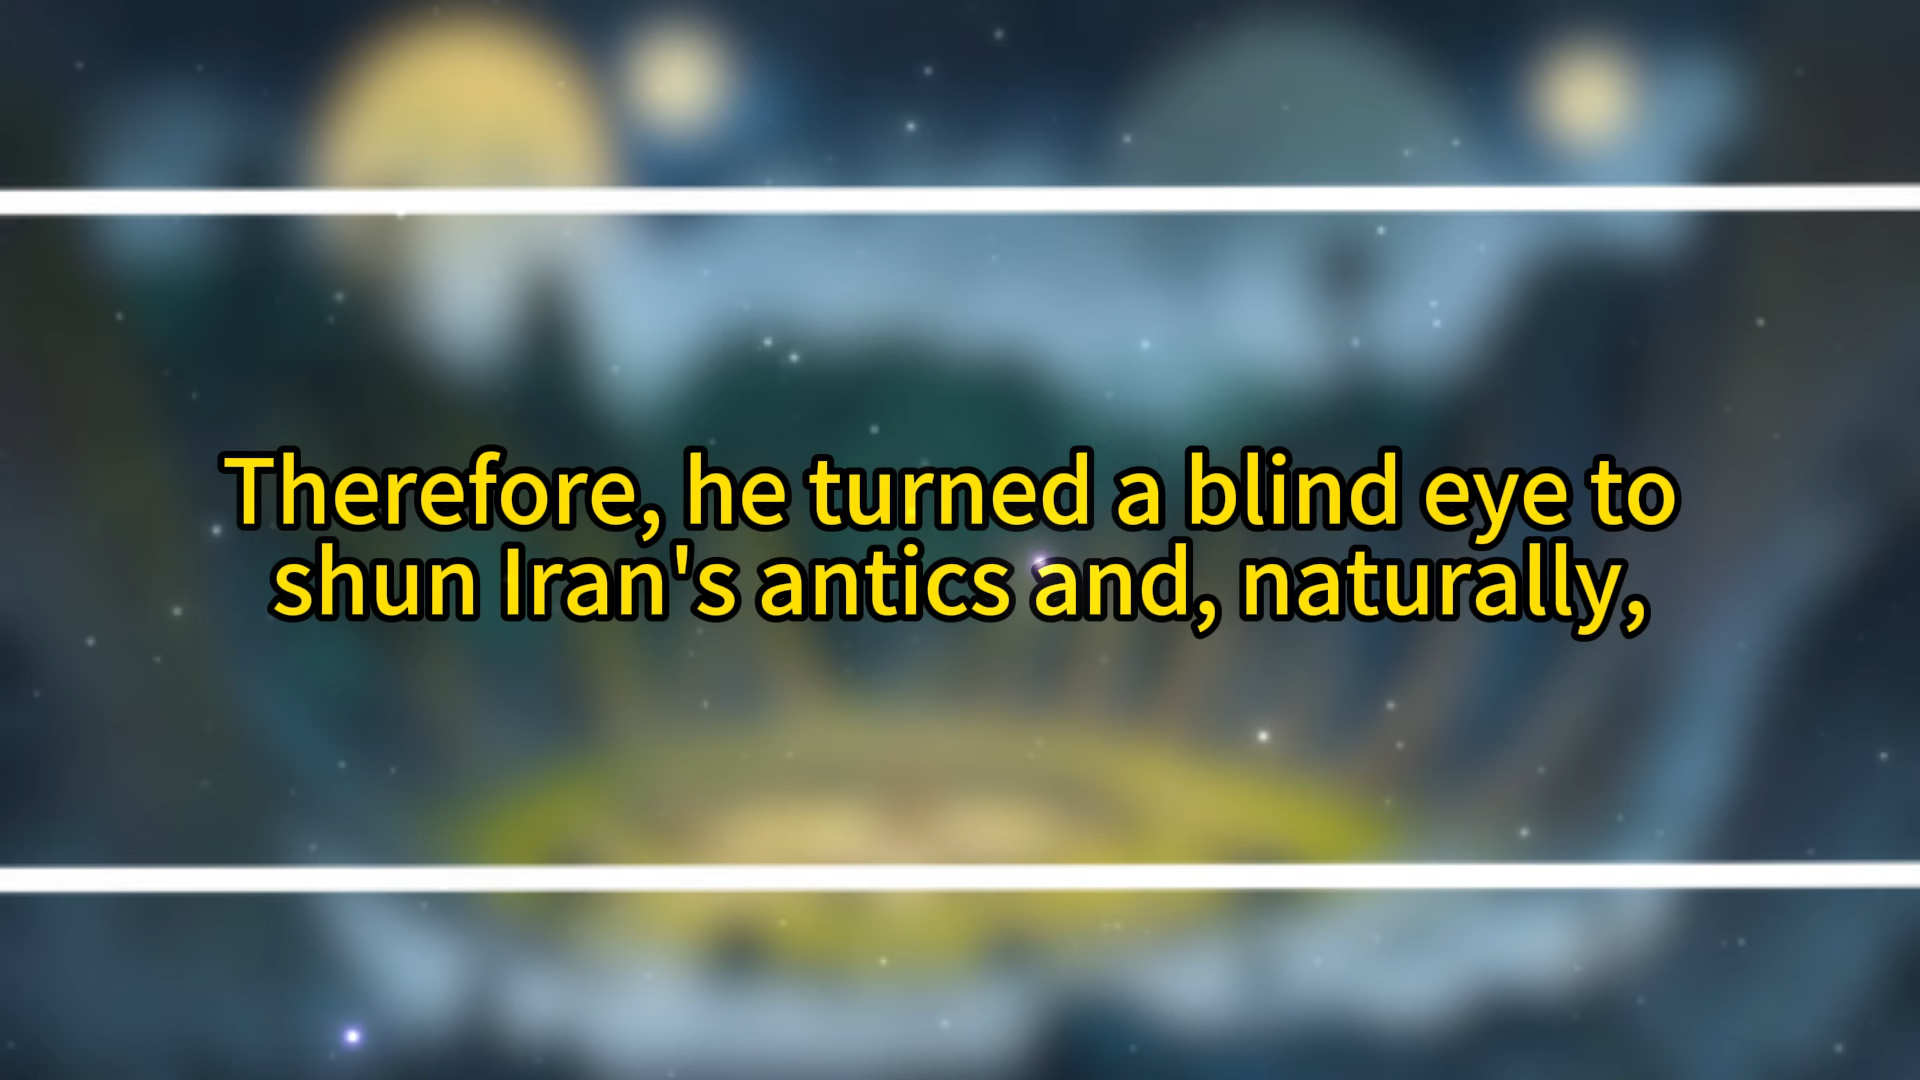 Therefore, he turned a blind eye to
shun Iran's antics and, naturally,